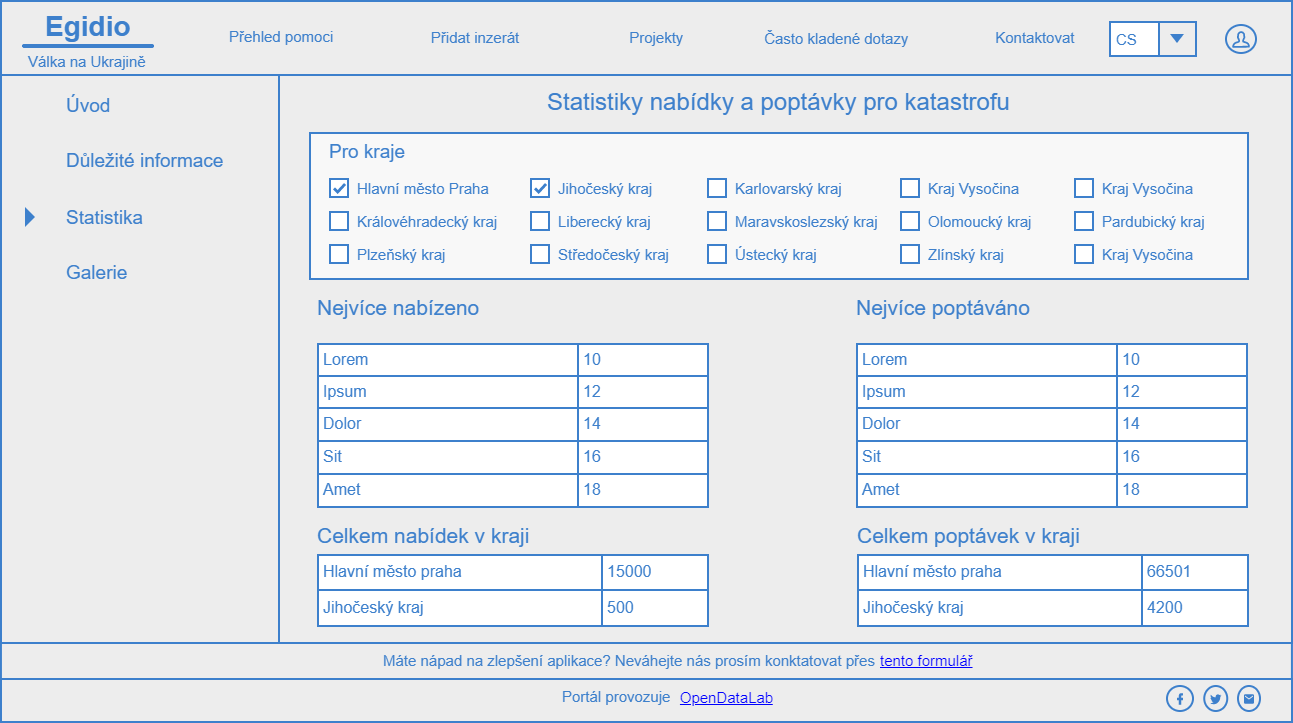 Egidio
Válka na Ukrajině
Přehled pomoci
Přidat inzerát
Projekty
Často kladené dotazy
Kontaktovat
CS
Úvod
Důležité informace
Statistika
Galerie
Statistiky nabídky a poptávky pro katastrofu
Pro kraje
Hlavní město Praha Jihočeský kraj Karlovarský kraj Kraj Vysočina Kraj Vysočina
Královéhradecký kraj Liberecký kraj Maravskoslezský kraj Olomoucký kraj Pardubický kraj
Plzeňský kraj Středočeský kraj Ústecký kraj Zlínský kraj Kraj Vysočina
Nejvíce nabízeno
Lorem 10
Ipsum 12
Dolor 14
Sit 16
Amet 18
Nejvíce poptáváno
Lorem 10
Ipsum 12
Dolor 14
Sit 16
Amet 18
Celkem nabídek v kraji
Hlavní město praha 15000
Jihočeský kraj 500
Celkem poptávek v kraji
Hlavní město praha 66501
Jihočeský kraj 4200
Máte nápad na zlepšení aplikace? Neváhejte nás prosím konktatovat přes tento formulář
Portál provozuje OpenDataLab